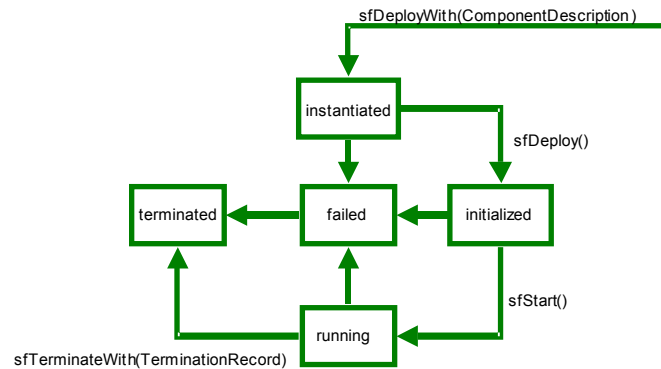 sfDeployWith(ComponentDescription)
instantiated
sfDeploy()
terminated
failed
initialized
sfStart()
running
sfTerminateWith(TerminationRecord)